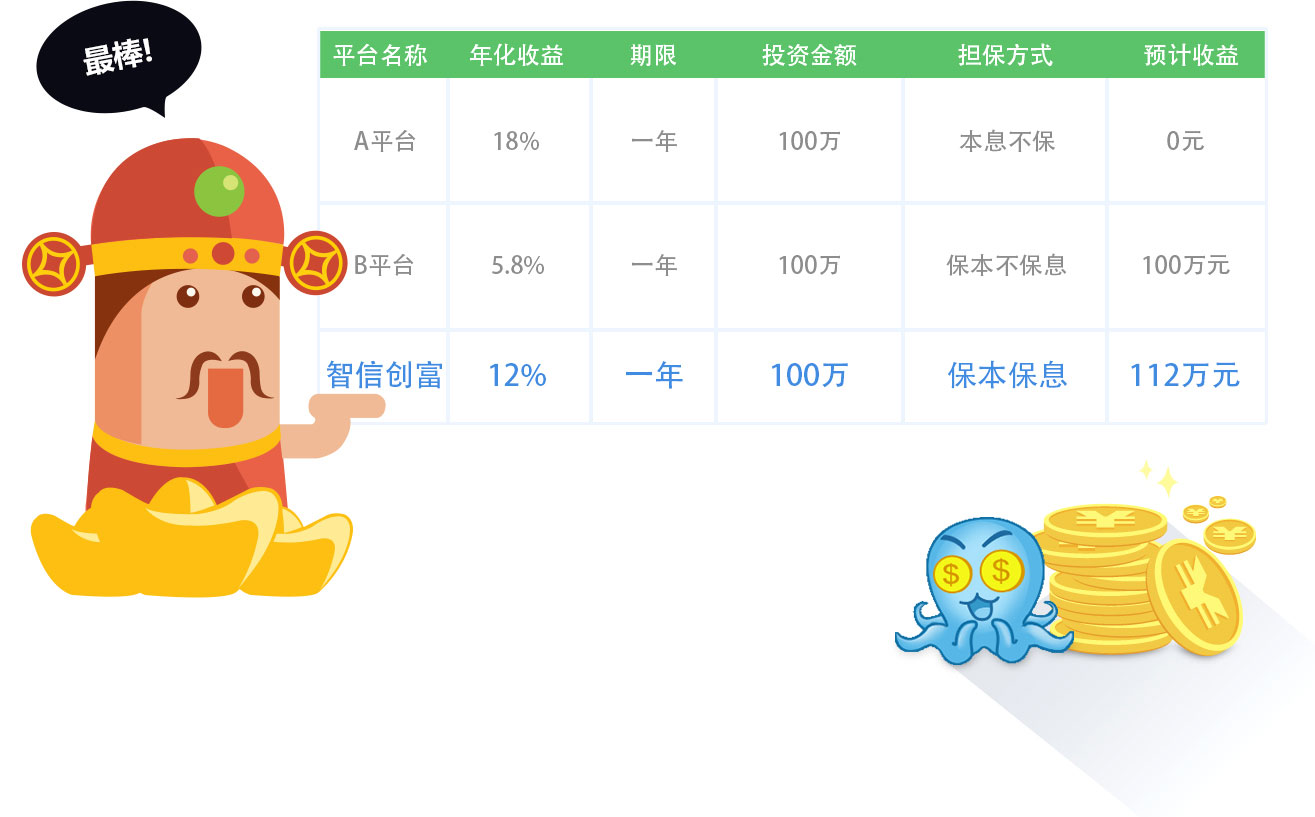 最棒!
平台名称 年化收益 期限 投资金额 担保方式 预计收益
A平台 18% 一年 100万 本息不保 0元
B平台 5.8% 一年 100万 保本不保息 100万元
智信创富 12% 一年 100万 保本保息 112万元
$ $